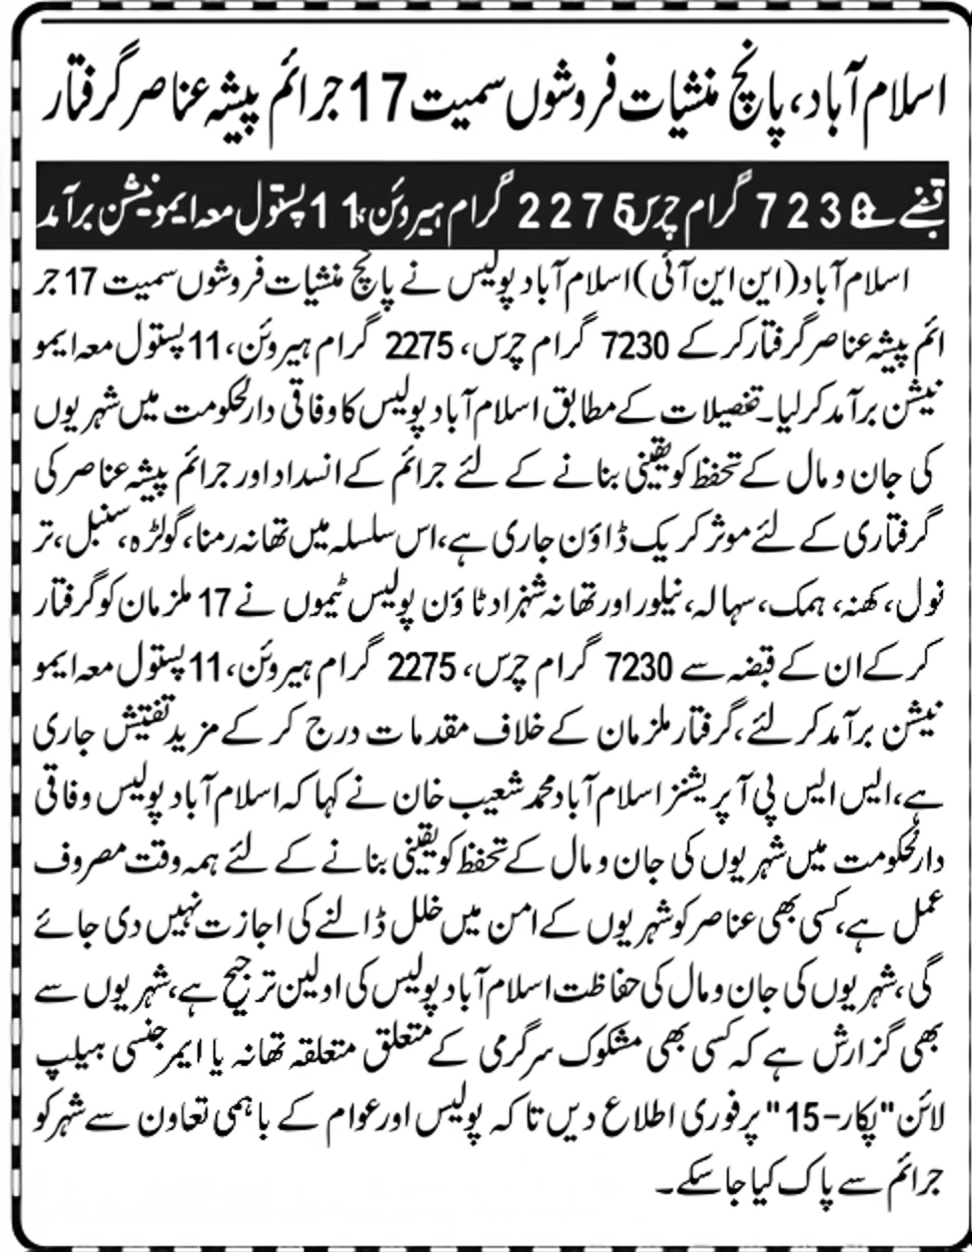 اسلام آباد، پانچ منشیات فروشوں سمیت 17 جرائم پیشہ عناصر گرفتار
قبضے سے 7230 گرام چرس، 2275 گرام ہیروئن، 11 پستول معہ ایمونیشن برآمد
اسلام آباد (این این آئی) اسلام آباد پولیس نے پانچ منشیات فروشوں سمیت 17 جر
ائم پیشہ عناصر گرفتار کر کے 7230 گرام چرس، 2275 گرام ہیروئن، 11 پستول معہ ایمو
نیشن برآمد کر لیا۔ تفصیلات کے مطابق اسلام آباد پولیس کا وفاقی دارالحکومت میں شہریوں
کی جان و مال کے تحفظ کو یقینی بنانے کے لئے جرائم کے انسداد اور جرائم پیشہ عناصر کی
گرفتاری کے لئے موثر کریک ڈاؤن جاری ہے، اس سلسلہ میں تھانہ رمنا، گولڑہ، سنبل، تر
نول، کھنہ، ہمک، سہالہ، نیلور اور تھانہ شہزاد ٹاؤن پولیس ٹیموں نے 17 ملزمان کو گرفتار
کر کے ان کے قبضہ سے 7230 گرام چرس، 2275 گرام ہیروئن، 11 پستول معہ ایمو
نیشن برآمد کر لئے، گرفتار ملزمان کے خلاف مقدمات درج کر کے مزید تفتیش جاری
ہے، ایس ایس پی آپریشنز اسلام آباد محمد شعیب خان نے کہا کہ اسلام آباد پولیس وفاقی
دارالحکومت میں شہریوں کی جان و مال کے تحفظ کو یقینی بنانے کے لئے ہمہ وقت مصروف
عمل ہے، کسی بھی عناصر کو شہریوں کے امن میں خلل ڈالنے کی اجازت نہیں دی جائے
گی، شہریوں کی جان و مال کی حفاظت اسلام آباد پولیس کی اولین ترجیح ہے، شہریوں سے
بھی گزارش ہے کہ کسی بھی مشکوک سرگرمی کے متعلق متعلقہ تھانہ یا ایمرجنسی ہیلپ
لائن "پکار-15" پر فوری اطلاع دیں تاکہ پولیس اور عوام کے باہمی تعاون سے شہر کو
جرائم سے پاک کیا جا سکے۔